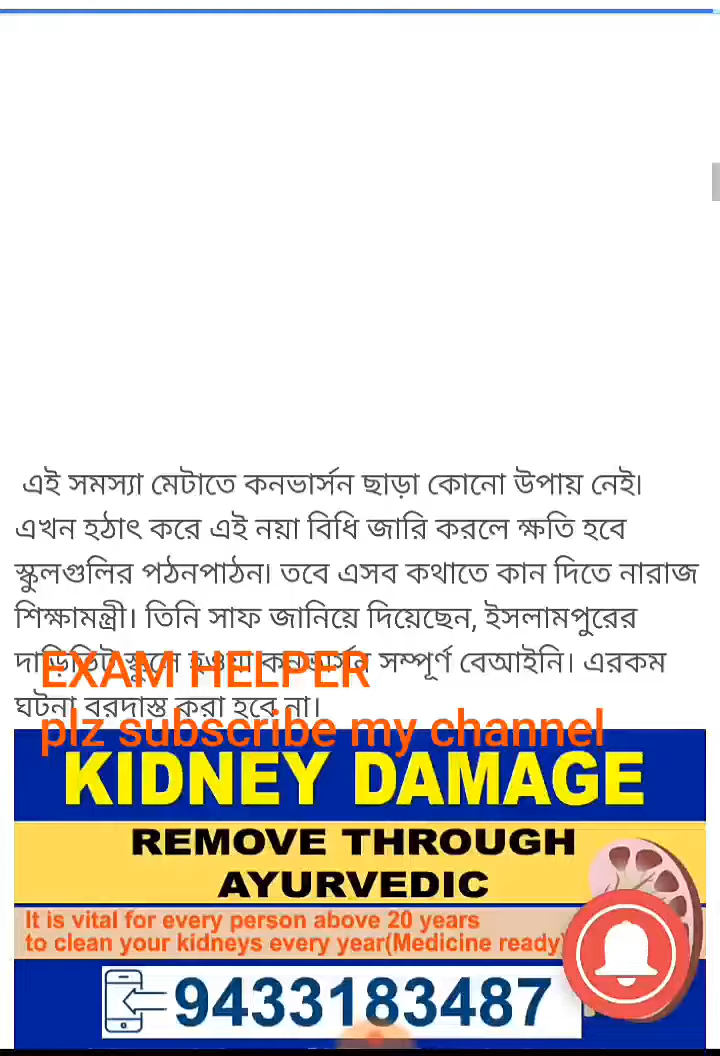 এই সমস্যা মেটাতে কনভার্সন ছাড়া কোনো উপায় নেই।
এখন হঠাৎ করে এই নয়া বিধি জারি করলে ক্ষতি হবে
স্কুলগুলির পঠনপাঠন। তবে এসব কথাতে কান দিতে নারাজ
শিক্ষামন্ত্রী। তিনি সাফ জানিয়ে দিয়েছেন, ইসলামপুরের
দাড়িভিট স্কুলে হওয়া কনভার্সন সম্পূর্ণ বেআইনি। এরকম
ঘটনা বরদাস্ত করা হবে না।
EXAM HELPER
plz subscribe my channel
KIDNEY DAMAGE
REMOVE THROUGH
AYURVEDIC
It is vital for every person above 20 years
to clean your kidneys every year(Medicine ready)
9433183487